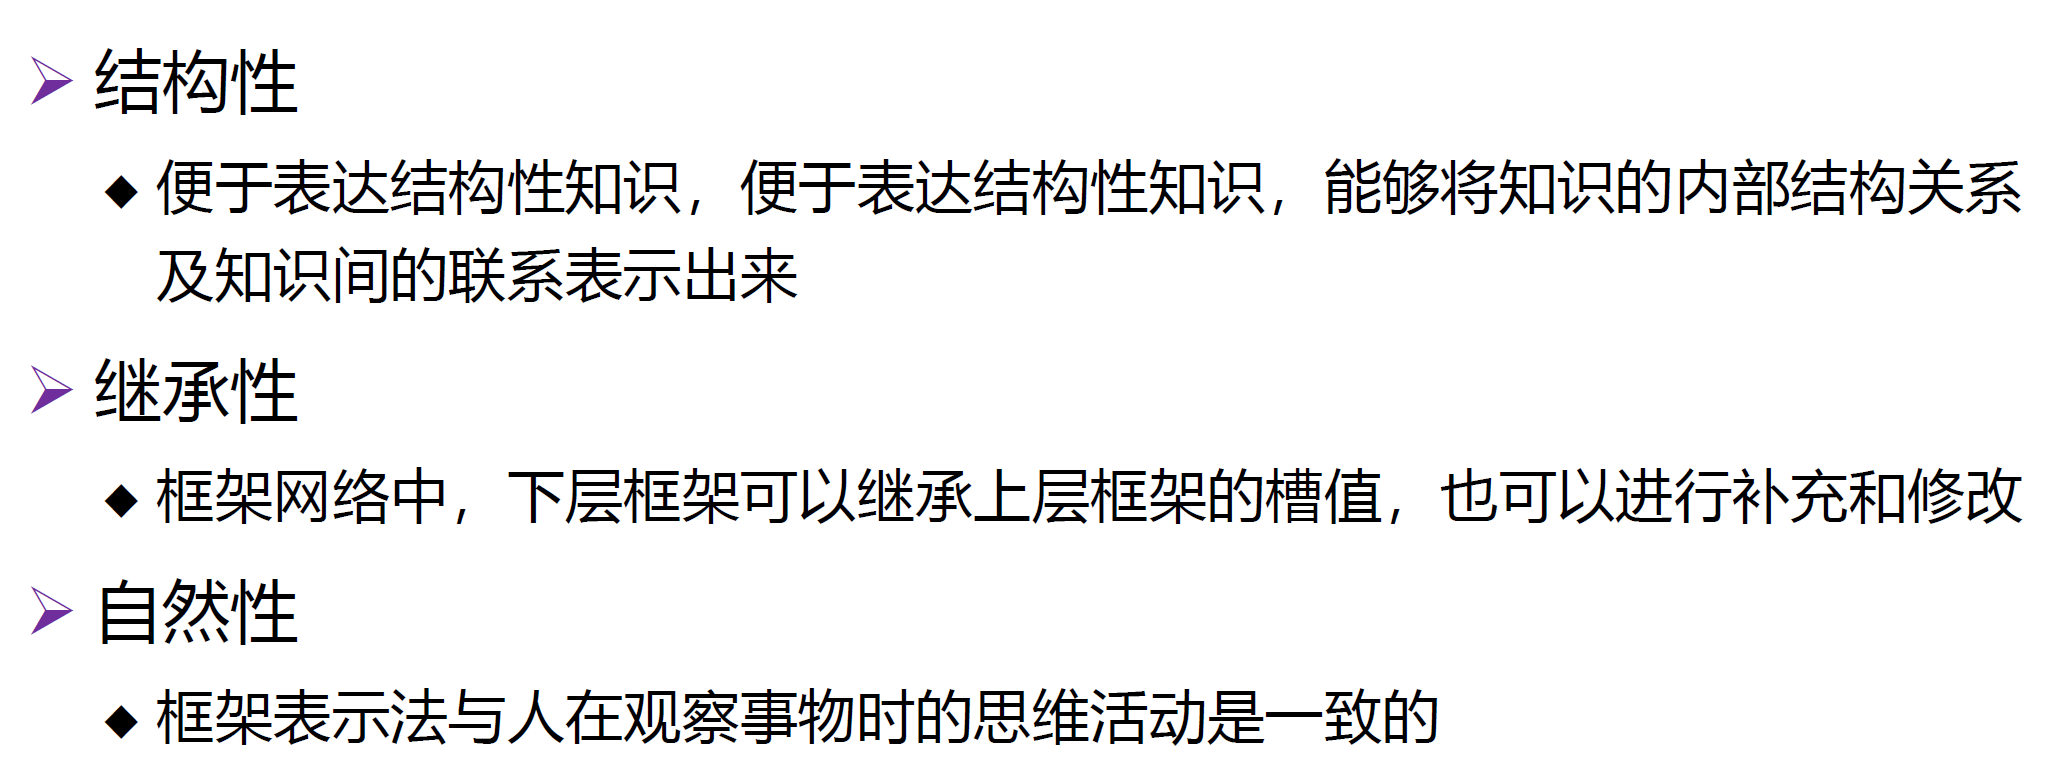 结构性
便于表达结构性知识，便于表达结构性知识，能够将知识的内部结构关系
及知识间的联系表示出来
继承性
框架网络中，下层框架可以继承上层框架的槽值，也可以进行补充和修改
自然性
框架表示法与人在观察事物时的思维活动是一致的